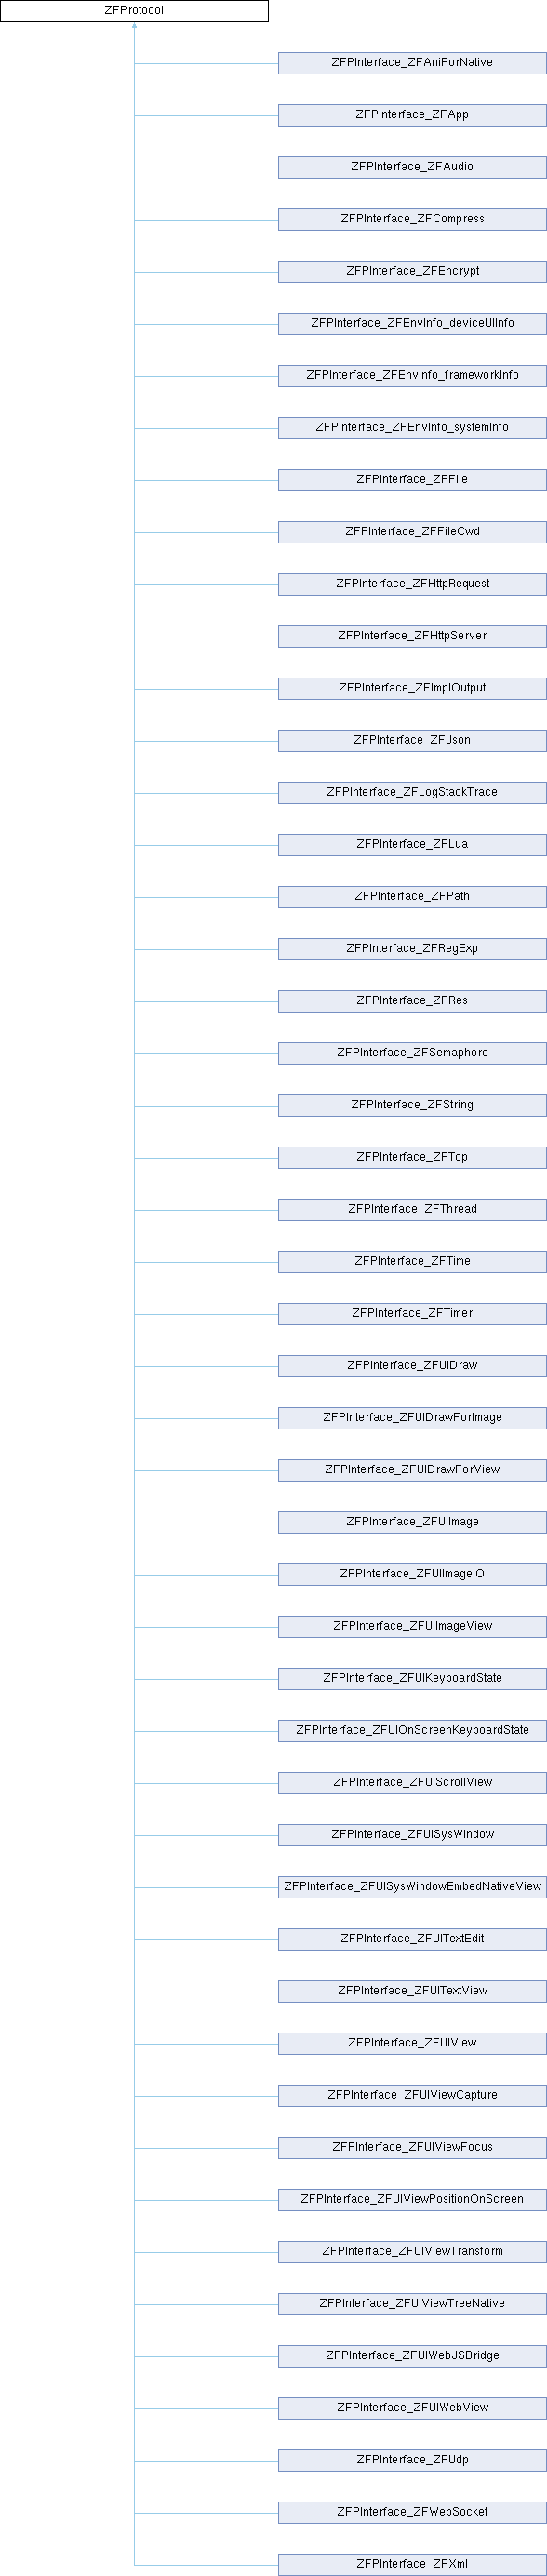 ZFProtocol
ZFPInterface_ZFAniForNative
ZFPInterface_ZFApp
ZFPInterface_ZFAudio
ZFPInterface_ZFCompress
ZFPInterface_ZFEncrypt
ZFPInterface_ZFEnvInfo_deviceUIInfo
ZFPInterface_ZFEnvInfo_frameworkInfo
ZFPInterface_ZFEnvInfo_systemInfo
ZFPInterface_ZFFile
ZFPInterface_ZFFileCwd
ZFPInterface_ZFHttpRequest
ZFPInterface_ZFHttpServer
ZFPInterface_ZFImplOutput
ZFPInterface_ZFJson
ZFPInterface_ZFLogStackTrace
ZFPInterface_ZFLua
ZFPInterface_ZFPath
ZFPInterface_ZFRegExp
ZFPInterface_ZFRes
ZFPInterface_ZFSemaphore
ZFPInterface_ZFString
ZFPInterface_ZFTcp
ZFPInterface_ZFThread
ZFPInterface_ZFTime
ZFPInterface_ZFTimer
ZFPInterface_ZFUIDraw
ZFPInterface_ZFUIDrawForImage
ZFPInterface_ZFUIDrawForView
ZFPInterface_ZFUIImage
ZFPInterface_ZFUIImageIO
ZFPInterface_ZFUIImageView
ZFPInterface_ZFUIKeyboardState
ZFPInterface_ZFUIOnScreenKeyboardState
ZFPInterface_ZFUIScrollView
ZFPInterface_ZFUISysWindow
ZFPInterface_ZFUISysWindowEmbedNativeView
ZFPInterface_ZFUITextEdit
ZFPInterface_ZFUITextView
ZFPInterface_ZFUIView
ZFPInterface_ZFUIViewCapture
ZFPInterface_ZFUIViewFocus
ZFPInterface_ZFUIViewPositionOnScreen
ZFPInterface_ZFUIViewTransform
ZFPInterface_ZFUIViewTreeNative
ZFPInterface_ZFUIWebJSBridge
ZFPInterface_ZFUIWebView
ZFPInterface_ZFUdp
ZFPInterface_ZFWebSocket
ZFPInterface_ZFXml